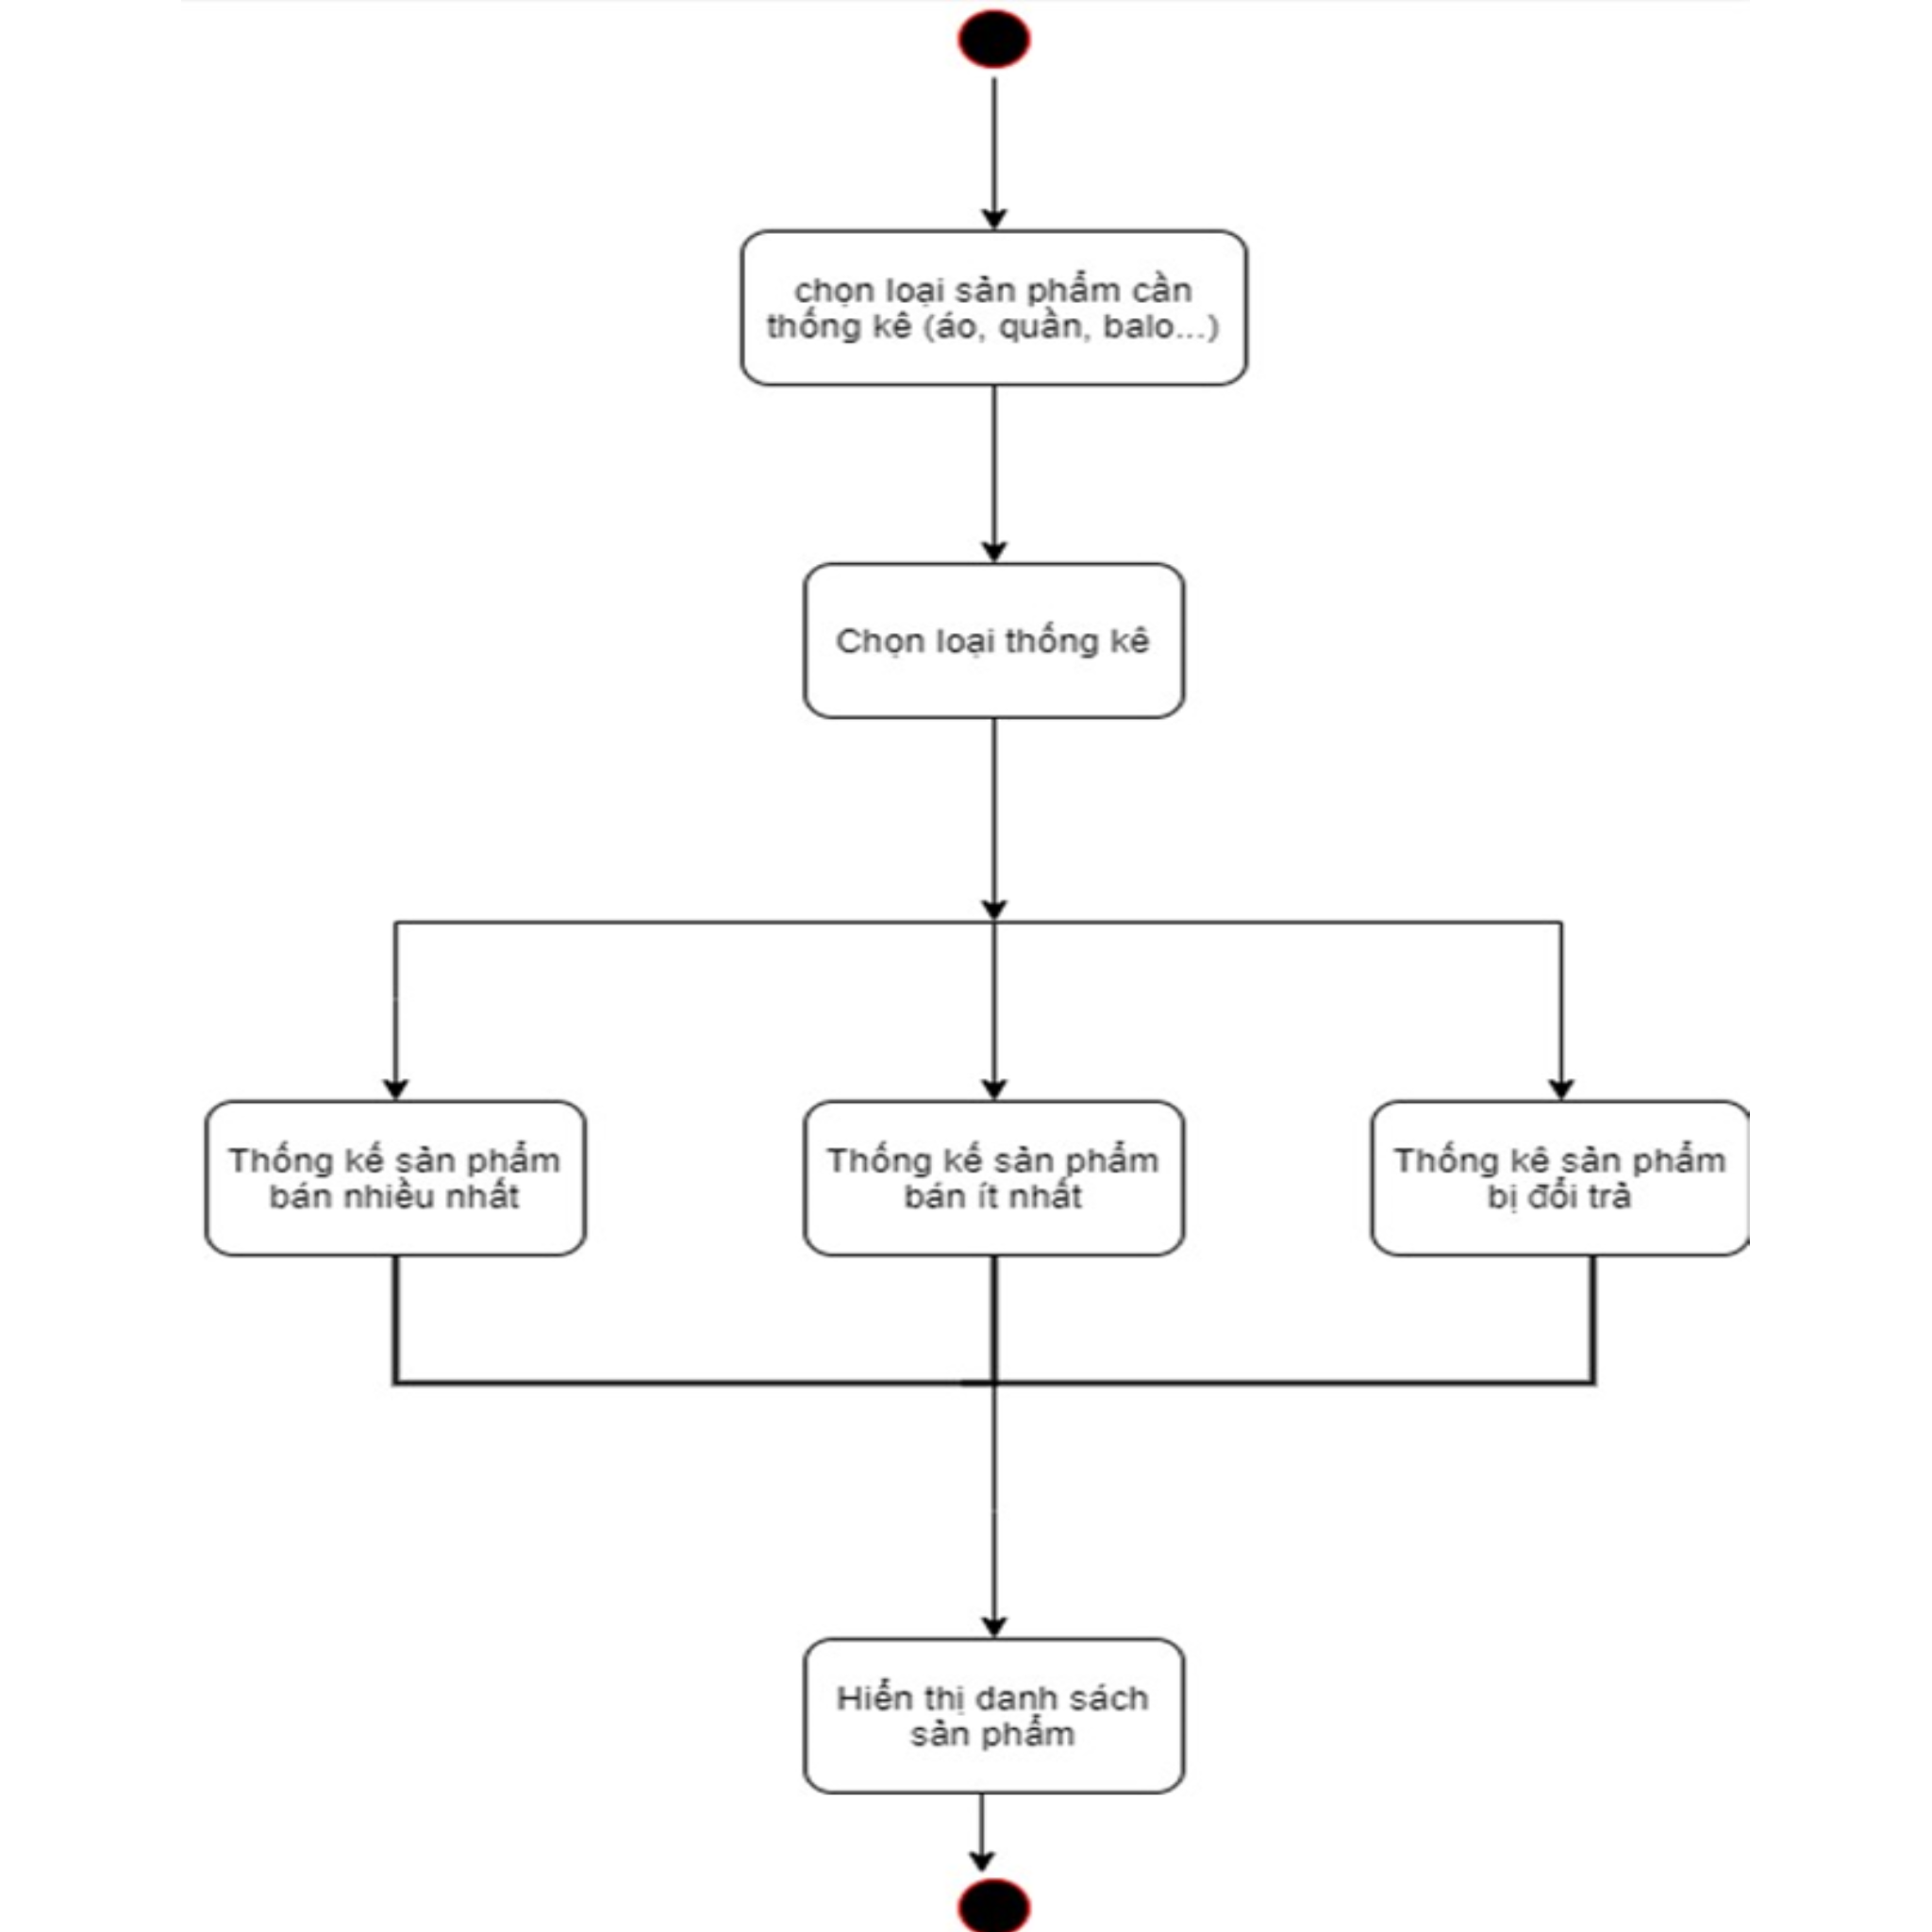 chọn loại sản phẩm cần
thống kê (áo, quần, balo...)
Chọn loại thống kê
Thống kế sản phẩm
bán nhiều nhất
Thống kế sản phẩm
bán ít nhất
Thống kê sản phẩm
bị đổi trả
Hiển thị danh sách
sản phẩm